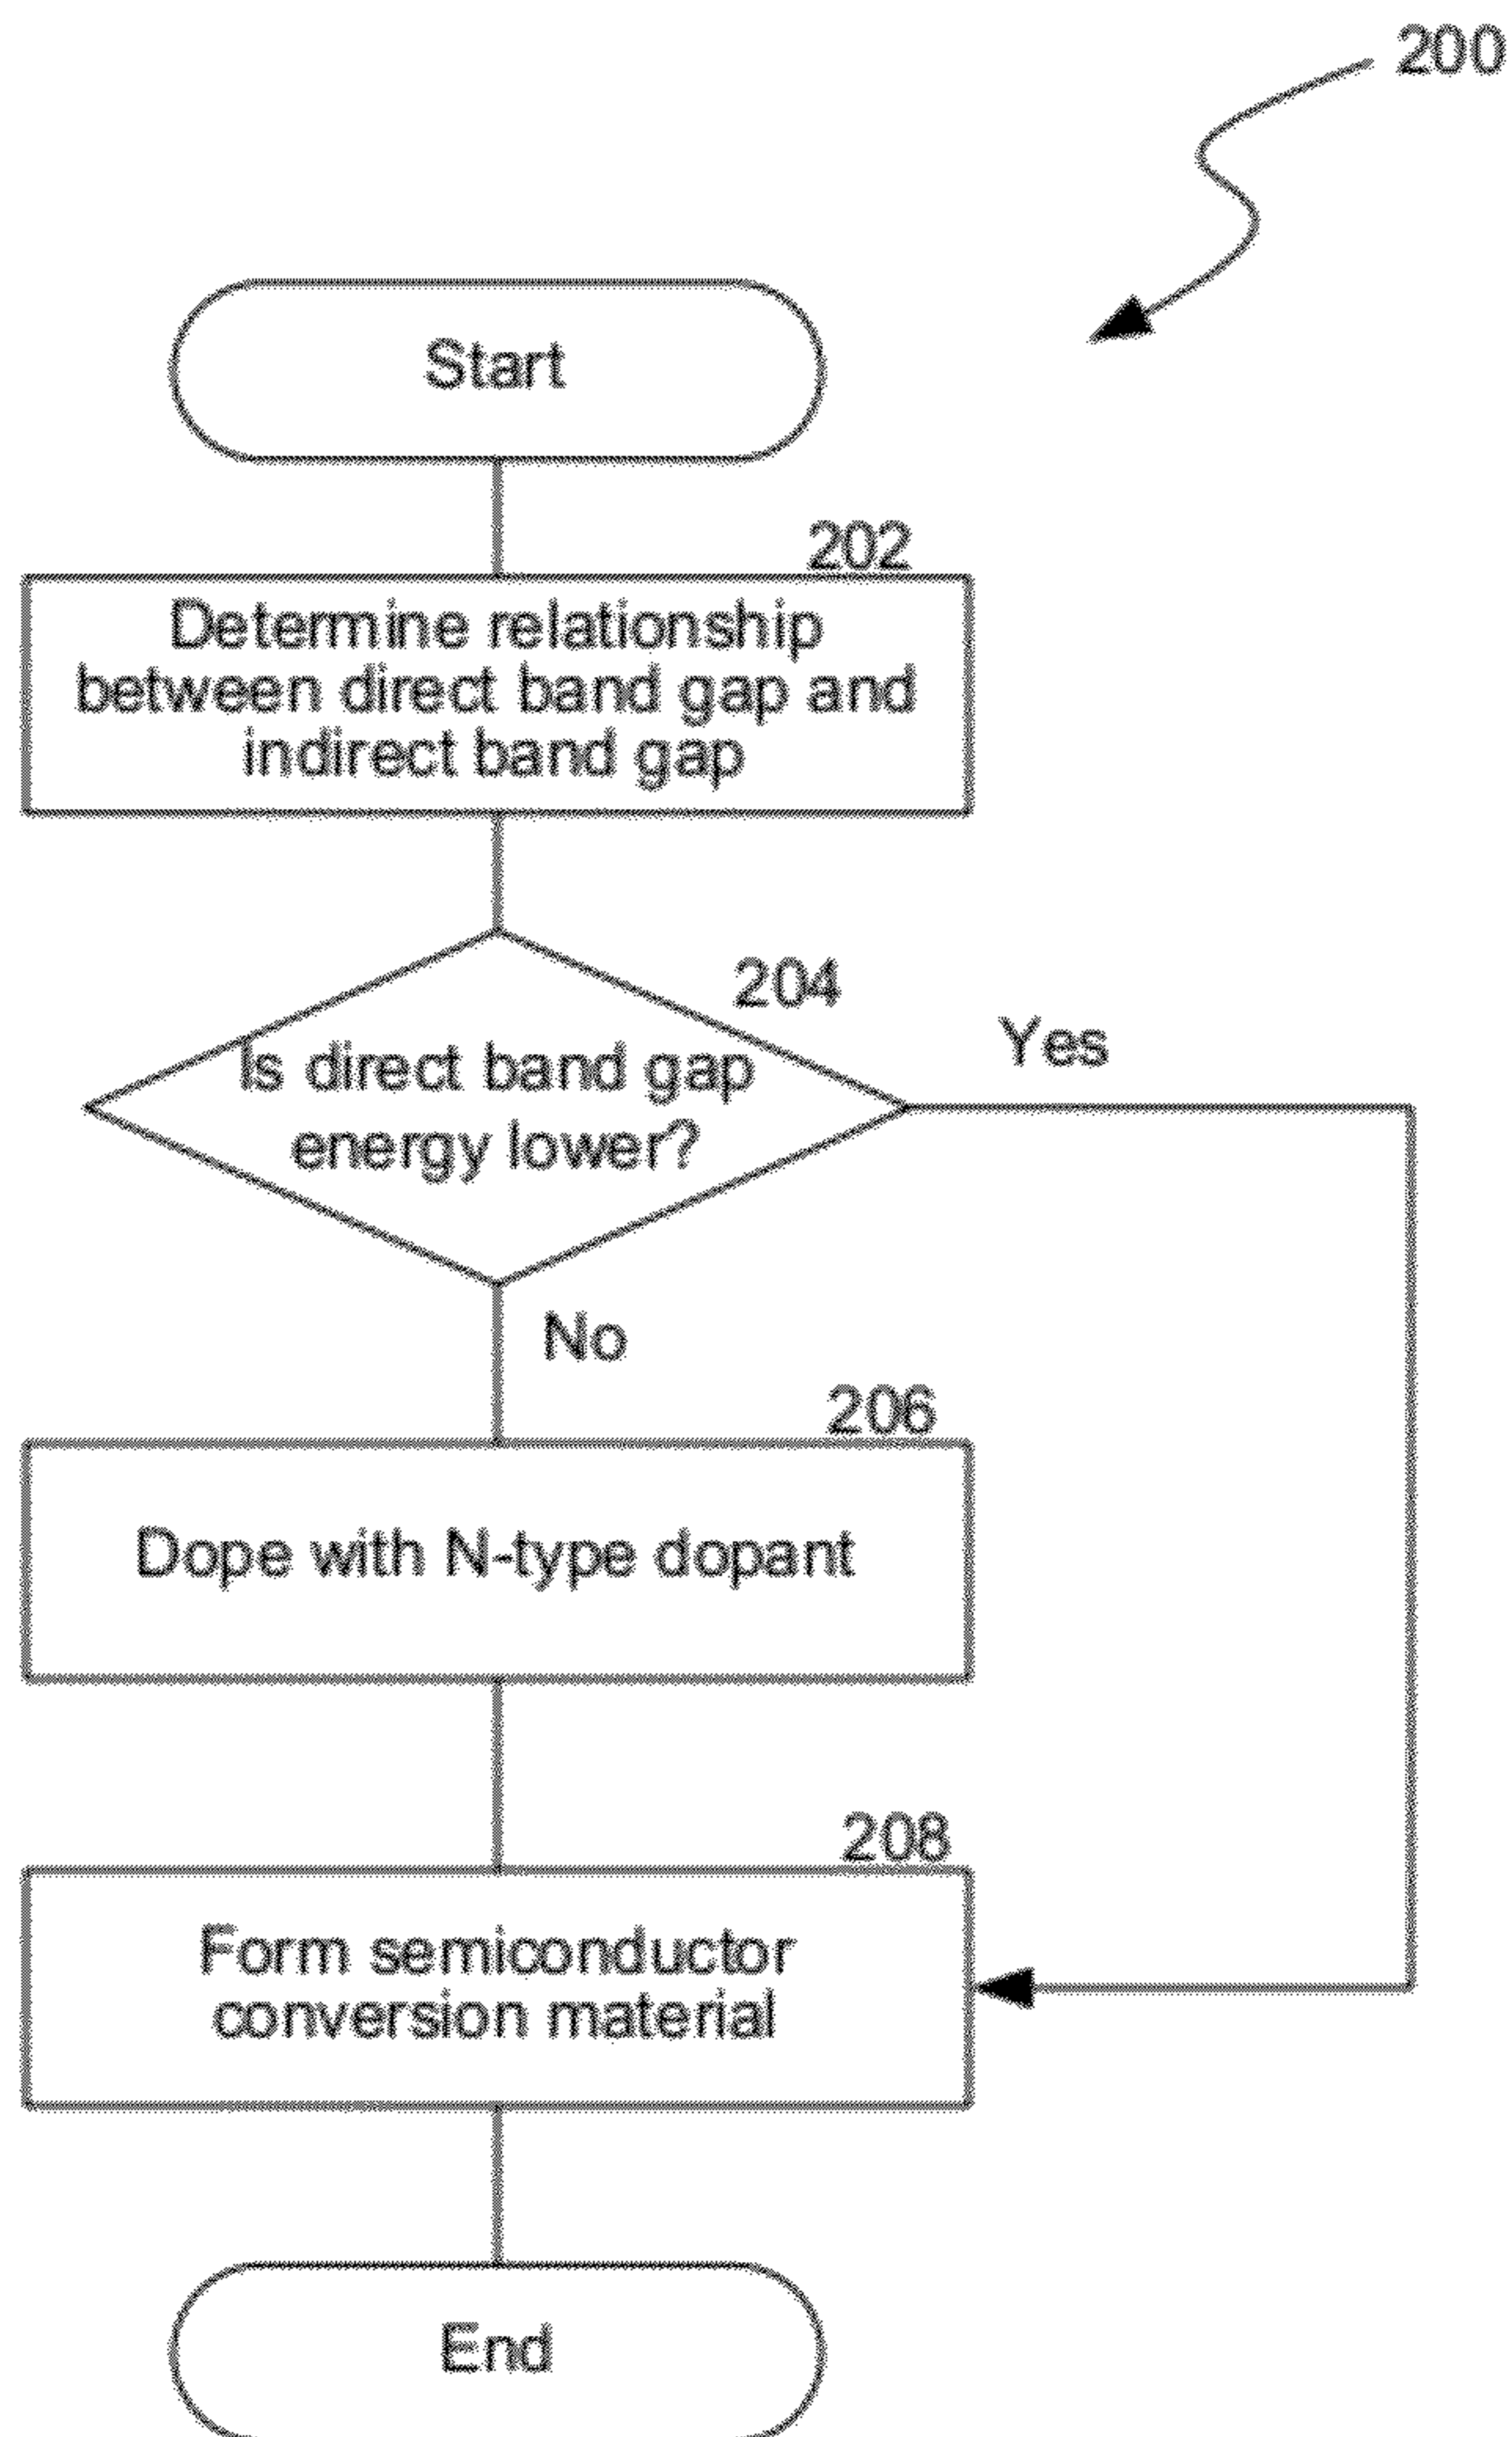 200
Start
202
Determine relationship
between direct band gap and
indirect band gap
204
Yes
Is direct band gap
energy lower?
No
206
Dope with N-type dopant
208
Form semiconductor
conversion material
End